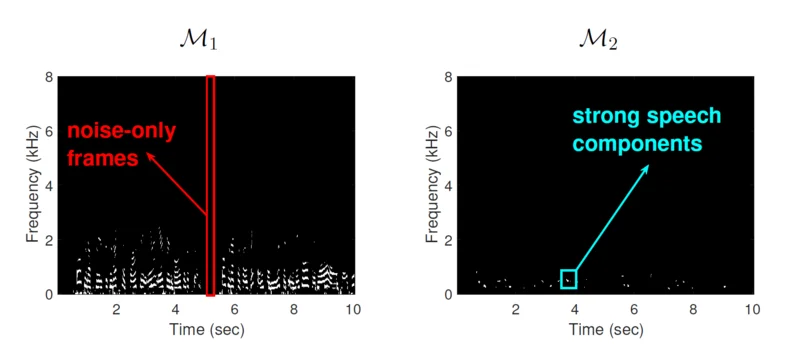 ℳ₁
8
6
4
2
0
Frequency (kHz)
noise-only
frames
2 4 6 8 10
Time (sec)
ℳ₂
8
6
4
2
0
Frequency (kHz)
strong speech
components
2 4 6 8 10
Time (sec)